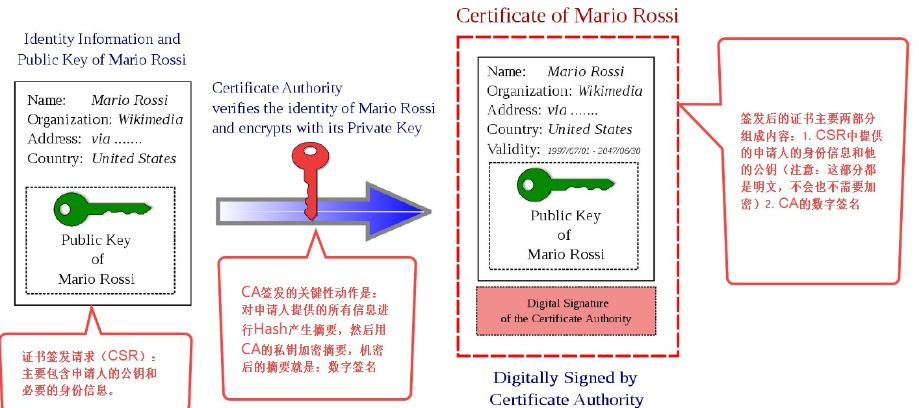 Identity Information and
Public Key of Mario Rossi
Name: Mario Rossi
Organization: Wikimedia
Address: via .......
Country: United States
Public Key
of
Mario Rossi
证书签发请求（CSR）：
主要包含申请人的公钥和
必要的身份信息。
Certificate Authority
verifies the identity of Mario Rossi
and encrypts with its Private Key
CA签发的关键性动作是：
对申请人提供的所有信息进
行Hash产生摘要，然后用
CA的私钥加密摘要，机密
后的摘要就是：数字签名
Certificate of Mario Rossi
Name: Mario Rossi
Organization: Wikimedia
Address: via .......
Country: United States
Validity: 1997/07/01 - 2047/06/30
Public Key
of
Mario Rossi
Digital Signature
of the Certificate Authority
Digitally Signed by
Certificate Authority
签发后的证书主要两部分
组成内容：1. CSR中提供
的申请人的身份信息和他
的公钥（注意：这部分都
是明文，不会也不需要加
密）2. CA的数字签名